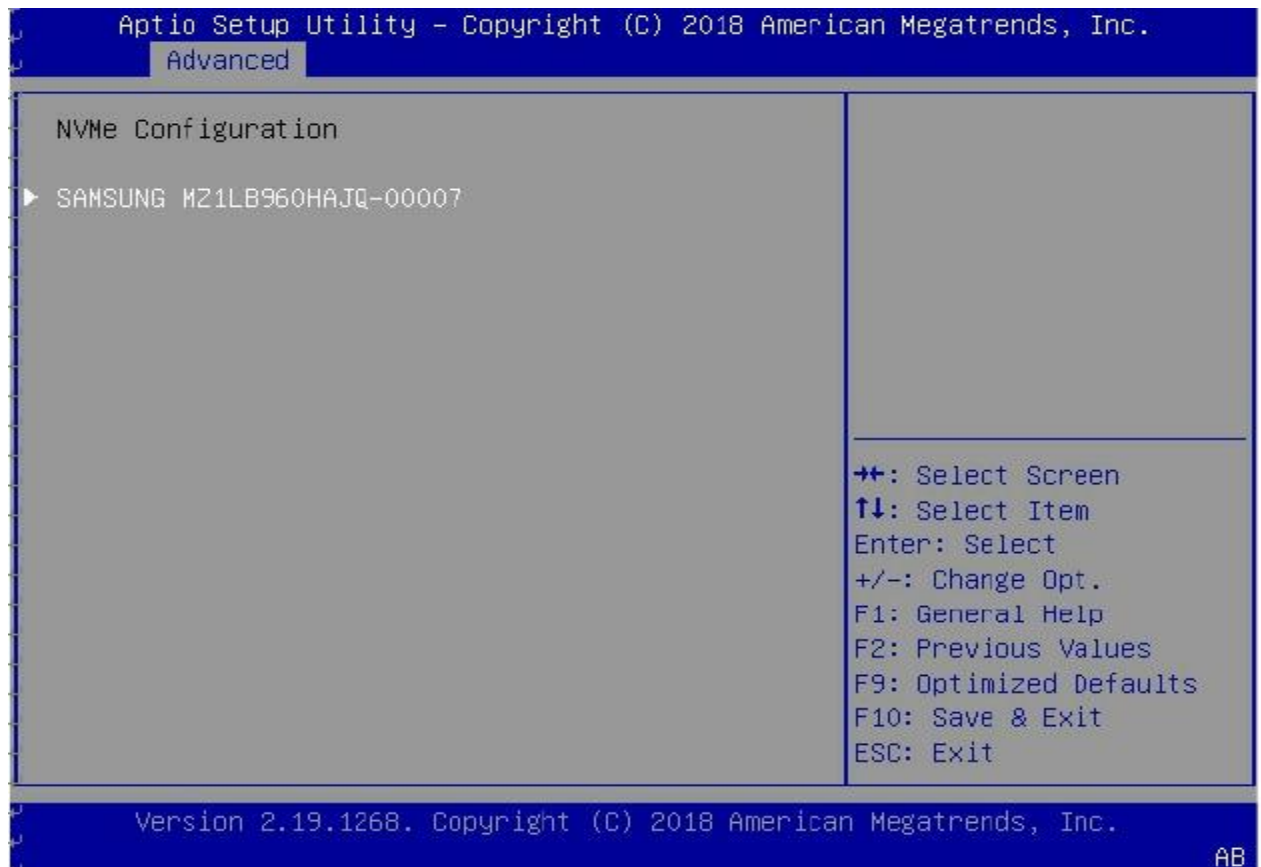 Aptio Setup Utility – Copyright (C) 2018 American Megatrends, Inc.
Advanced
NVMe Configuration
▶ SAMSUNG MZ1LB960HAJQ-00007
→←: Select Screen
↑↓: Select Item
Enter: Select
+/-: Change Opt.
F1: General Help
F2: Previous Values
F9: Optimized Defaults
F10: Save & Exit
ESC: Exit
Version 2.19.1268. Copyright (C) 2018 American Megatrends, Inc.
AB